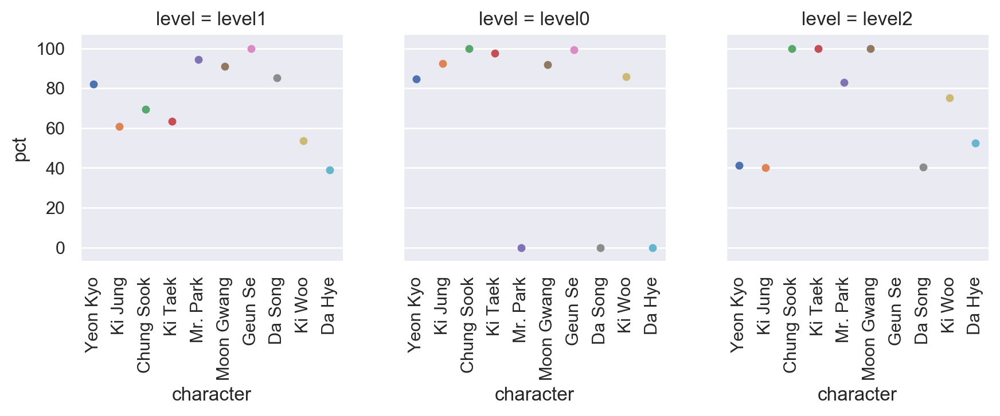 level = level1
level = level0
level = level2
pct
100
80
60
40
20
0
Yeon Kyo
Ki Jung
Chung Sook
Ki Taek
Mr. Park
Moon Gwang
Geun Se
Da Song
Ki Woo
Da Hye
Yeon Kyo
Ki Jung
Chung Sook
Ki Taek
Mr. Park
Moon Gwang
Geun Se
Da Song
Ki Woo
Da Hye
Yeon Kyo
Ki Jung
Chung Sook
Ki Taek
Mr. Park
Moon Gwang
Geun Se
Da Song
Ki Woo
Da Hye
character
character
character